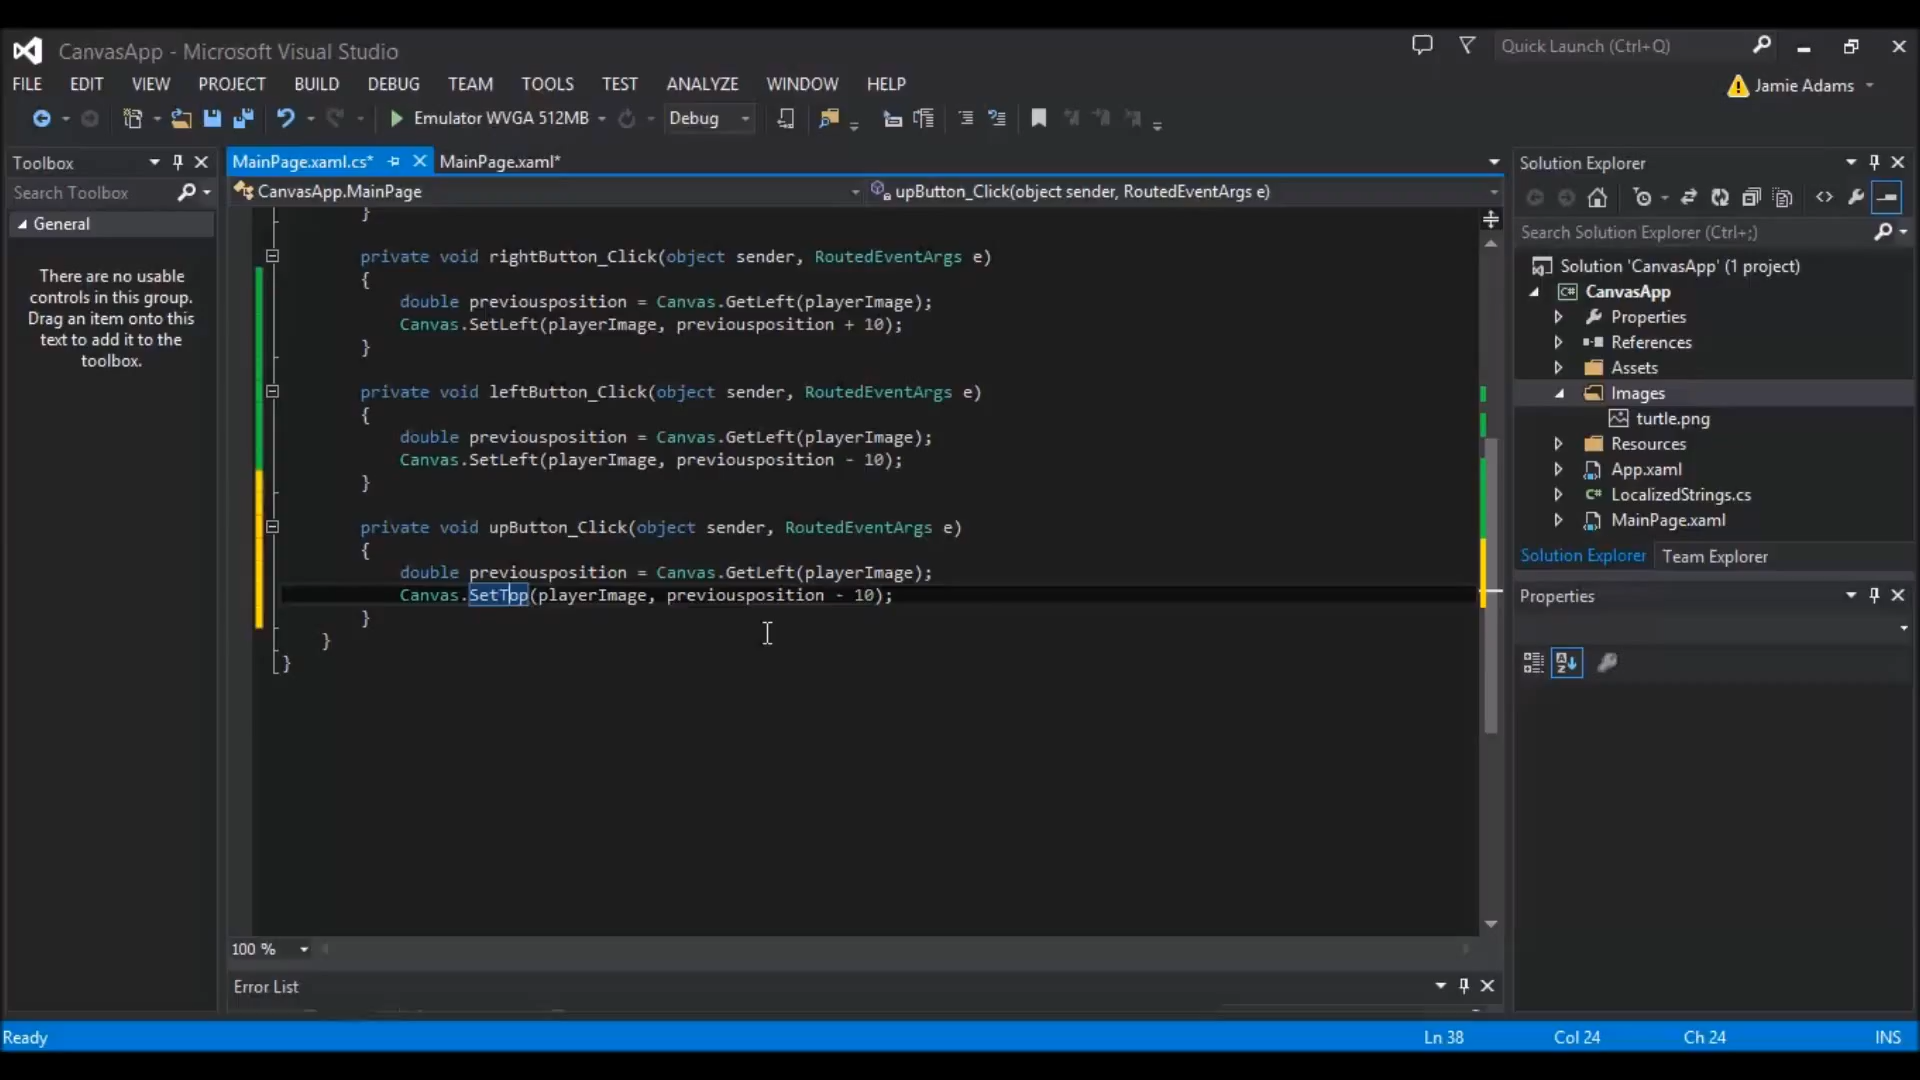 CanvasApp - Microsoft Visual Studio
Quick Launch (Ctrl+Q)
FILE EDIT VIEW PROJECT BUILD DEBUG TEAM TOOLS TEST ANALYZE WINDOW HELP
Jamie Adams
Emulator WVGA 512MB
Debug
Toolbox
Search Toolbox
General
There are no usable
controls in this group.
Drag an item onto this
text to add it to the
toolbox.
MainPage.xaml.cs*
MainPage.xaml*
CanvasApp.MainPage
upButton_Click(object sender, RoutedEventArgs e)
}
private void rightButton_Click(object sender, RoutedEventArgs e)
{
double previousposition = Canvas.GetLeft(playerImage);
Canvas.SetLeft(playerImage, previousposition + 10);
}
private void leftButton_Click(object sender, RoutedEventArgs e)
{
double previousposition = Canvas.GetLeft(playerImage);
Canvas.SetLeft(playerImage, previousposition - 10);
}
private void upButton_Click(object sender, RoutedEventArgs e)
{
double previousposition = Canvas.GetLeft(playerImage);
Canvas.SetTop(playerImage, previousposition - 10);
}
}
}
100 %
Error List
Solution Explorer
Search Solution Explorer (Ctrl+;)
Solution 'CanvasApp' (1 project)
C# CanvasApp
Properties
References
Assets
Images
turtle.png
Resources
App.xaml
C# LocalizedStrings.cs
MainPage.xaml
Solution Explorer Team Explorer
Properties
Ready
Ln 38
Col 24
Ch 24
INS